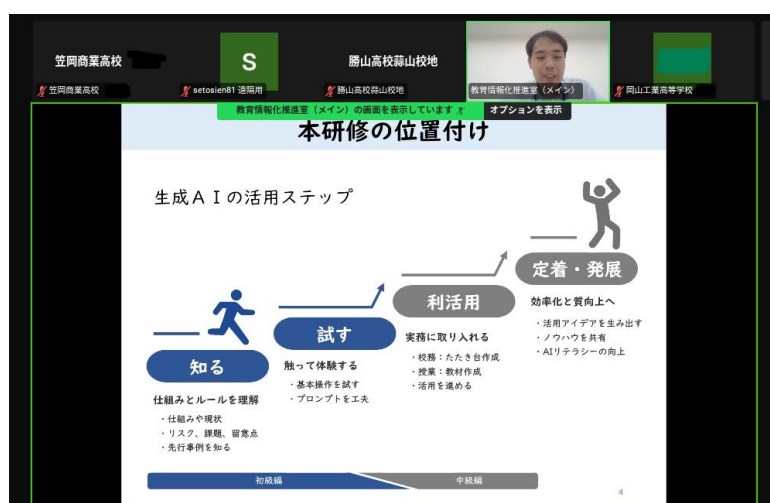 笠岡商業高校
S
勝山高校蒜山校地
笠岡商業高校
setosien81 遠隔用
勝山高校蒜山校地
教育情報化推進室（メイン）
岡山工業高等学校
教育情報化推進室（メイン）の画面を表示しています
オプションを表示
本研修の位置付け
生成ＡＩの活用ステップ
知る
仕組みとルールを理解
・仕組みや現状
・リスク、課題、留意点
・先行事例を知る
試す
触って体験する
・基本操作を試す
・プロンプトを工夫
利活用
実務に取り入れる
・校務：たたき台作成
・授業：教材作成
・活用を進める
定着・発展
効率化と質向上へ
・活用アイデアを生み出す
・ノウハウを共有
・AIリテラシーの向上
初級編
中級編
4